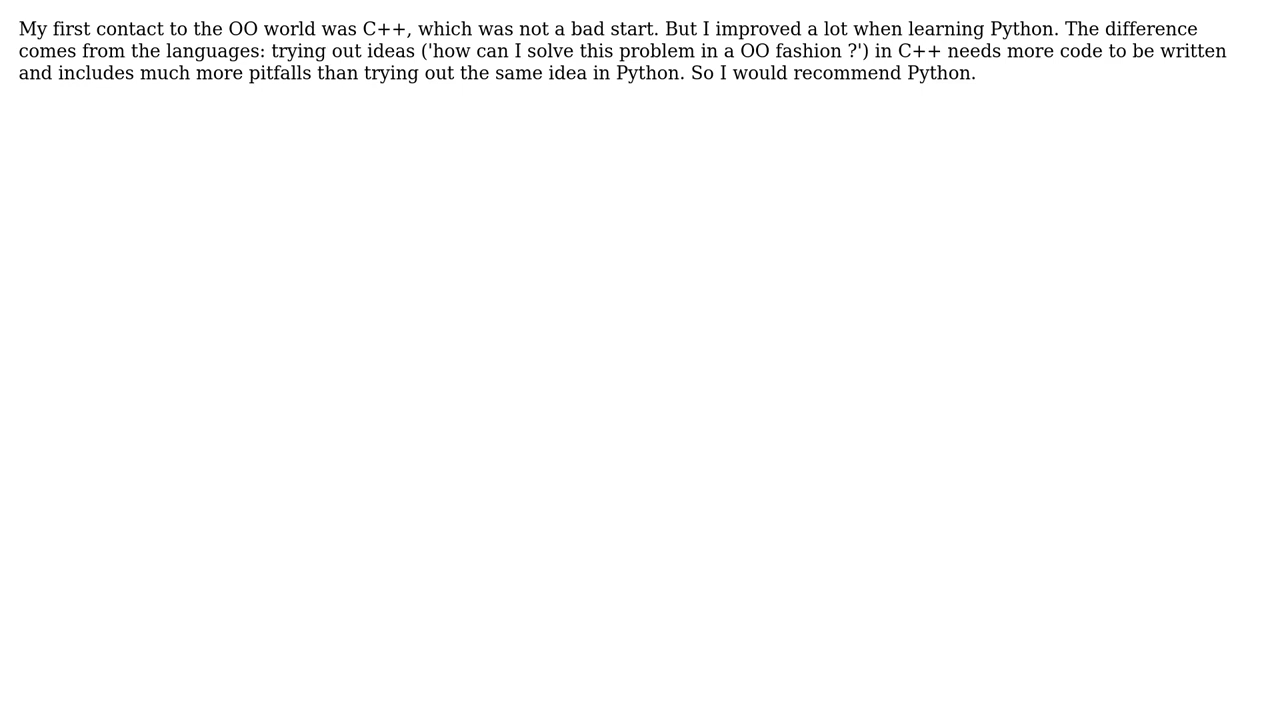 My first contact to the OO world was C++, which was not a bad start. But I improved a lot when learning Python. The difference
comes from the languages: trying out ideas ('how can I solve this problem in a OO fashion ?') in C++ needs more code to be written
and includes much more pitfalls than trying out the same idea in Python. So I would recommend Python.